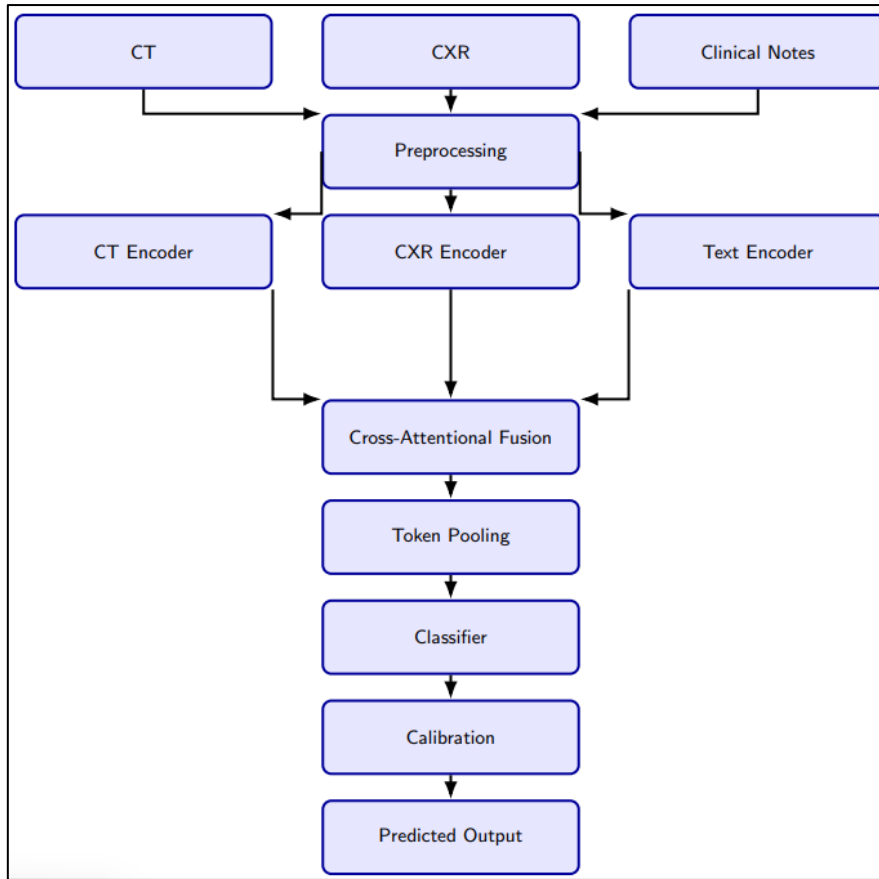 CT
CXR
Clinical Notes
Preprocessing
CT Encoder
CXR Encoder
Text Encoder
Cross-Attentional Fusion
Token Pooling
Classifier
Calibration
Predicted Output